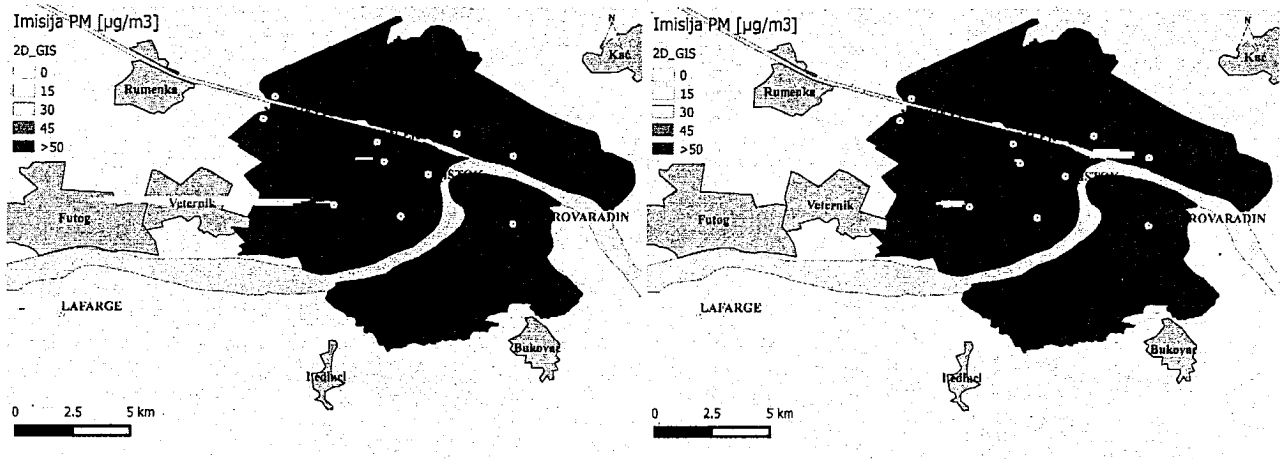 Imisija PM [µg/m3]
2D_GIS
0
15
30
45
>50
N
Kać
Rumenka
Veternik
Futog
ROVARADIN
LAFARGE
Bukovac
Ledinci
0 2.5 5 km
Imisija PM [µg/m3]
2D_GIS
0
15
30
45
>50
N
Kać
Rumenka
Veternik
Futog
ROVARADIN
LAFARGE
Bukovac
Ledinci
0 2.5 5 km